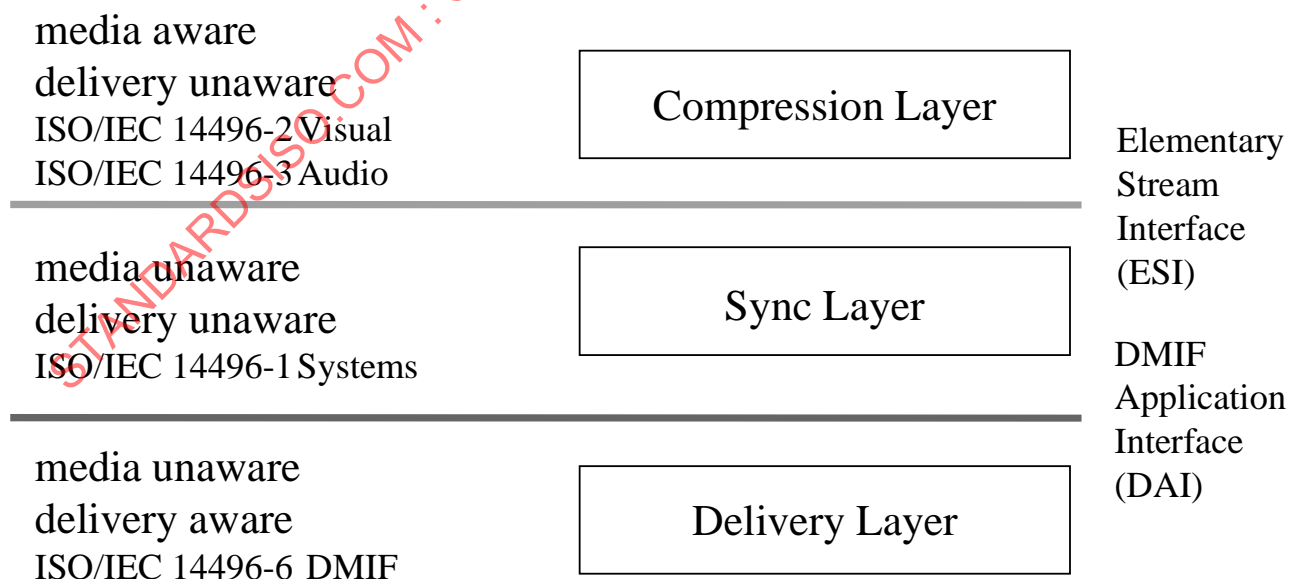 media aware
delivery unaware
ISO/IEC 14496-2 Visual
ISO/IEC 14496-3 Audio
Compression Layer
Elementary
Stream
Interface
(ESI)
media unaware
delivery unaware
ISO/IEC 14496-1 Systems
Sync Layer
DMIF
Application
Interface
(DAI)
media unaware
delivery aware
ISO/IEC 14496-6 DMIF
Delivery Layer
STANDARDSISO.COM :